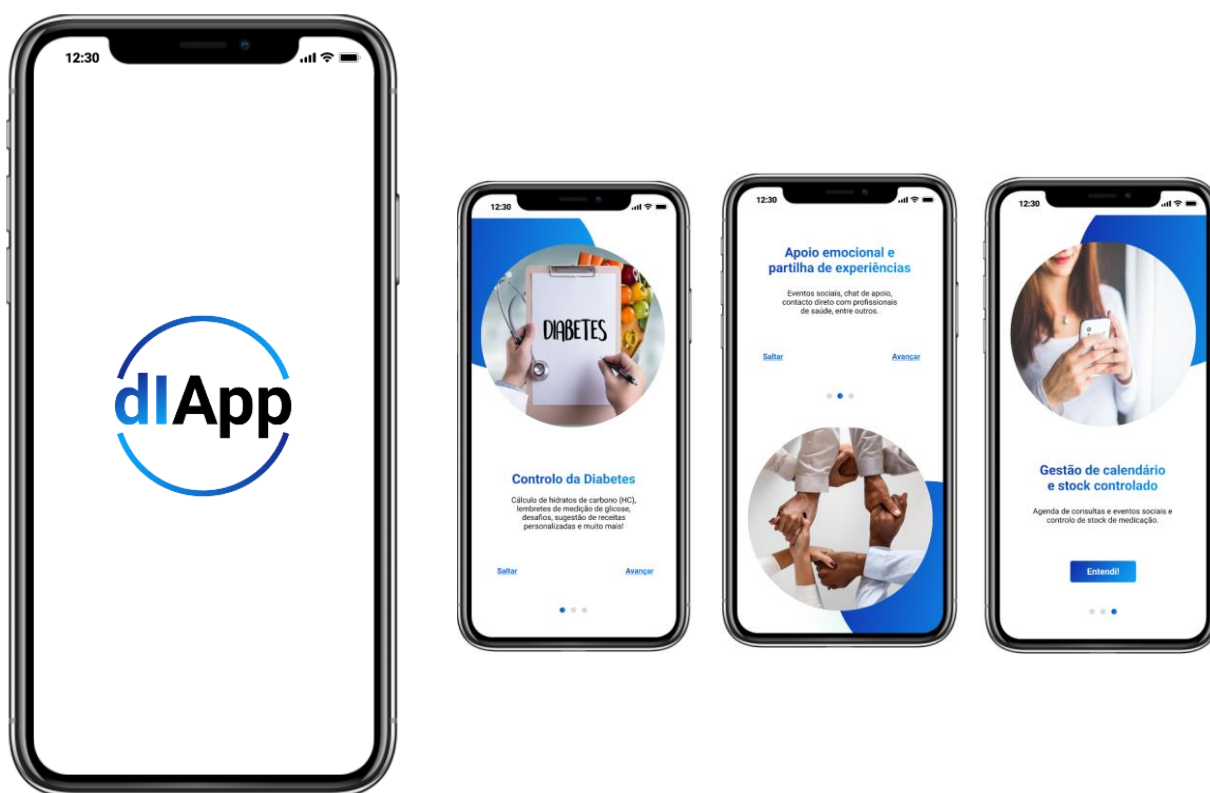 12:30
dIApp
12:30
DIABETES
Controlo da Diabetes
Cálculo de hidratos de carbono (HC),
lembretes de medição de glicose,
desafios, sugestão de receitas
personalizadas e muito mais!
Saltar
Avançar
12:30
Apoio emocional e
partilha de experiências
Eventos sociais, chat de apoio,
contacto direto com profissionais
de saúde, entre outros.
Saltar
Avançar
12:30
Gestão de calendário
e stock controlado
Agenda de consultas e eventos sociais e
controlo de stock de medicação.
Entendi!